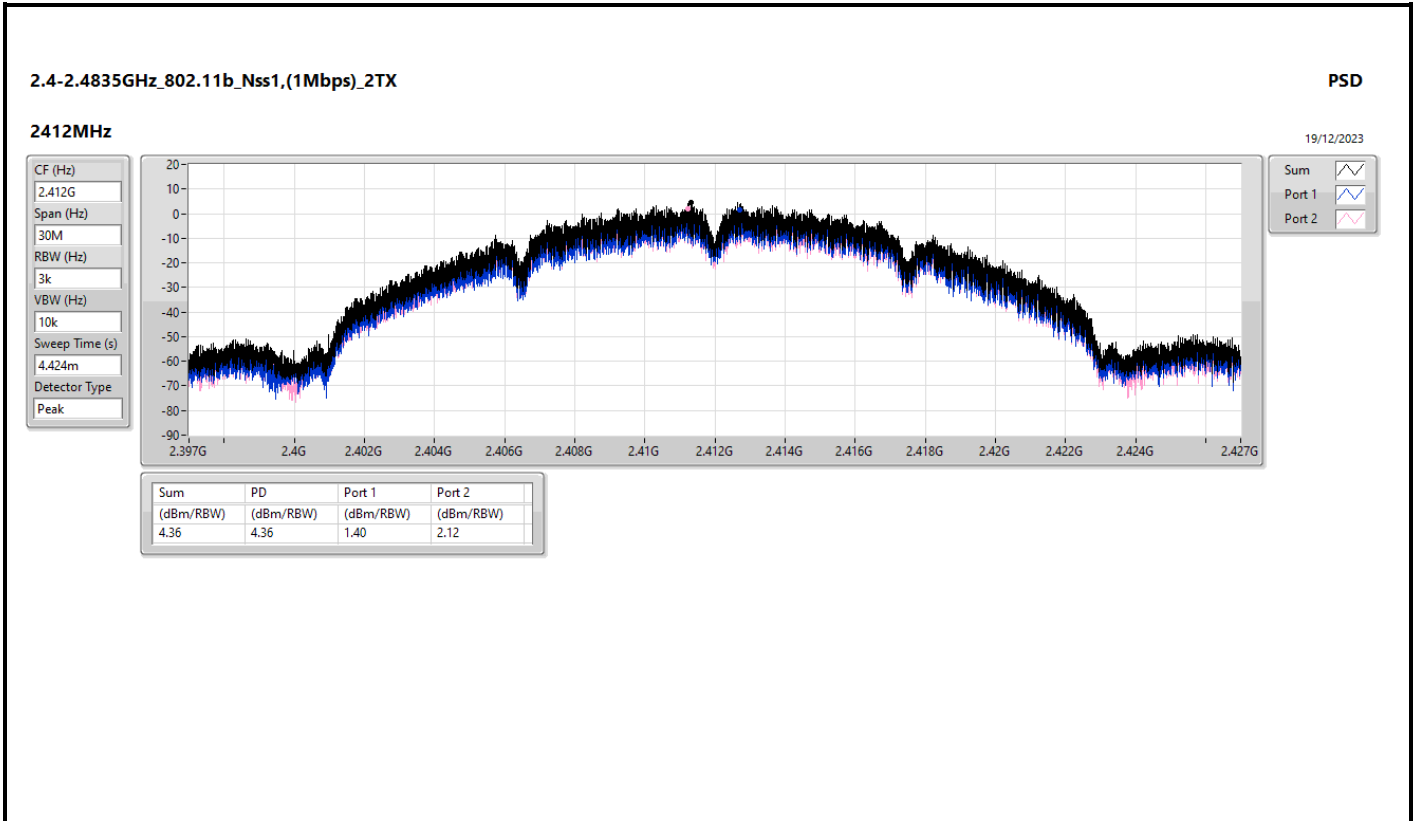 2.4-2.4835GHz_802.11b_Nss1,(1Mbps)_2TX
PSD
2412MHz
19/12/2023
CF (Hz)
2.412G
Span (Hz)
30M
RBW (Hz)
3k
VBW (Hz)
10k
Sweep Time (s)
4.424m
Detector Type
Peak
20
10
0
-10
-20
-30
-40
-50
-60
-70
-80
-90
2.397G 2.4G 2.402G 2.404G 2.406G 2.408G 2.41G 2.412G 2.414G 2.416G 2.418G 2.42G 2.422G 2.424G 2.427G
Sum
Port 1
Port 2
Sum PD Port 1 Port 2
(dBm/RBW) (dBm/RBW) (dBm/RBW) (dBm/RBW)
4.36 4.36 1.40 2.12